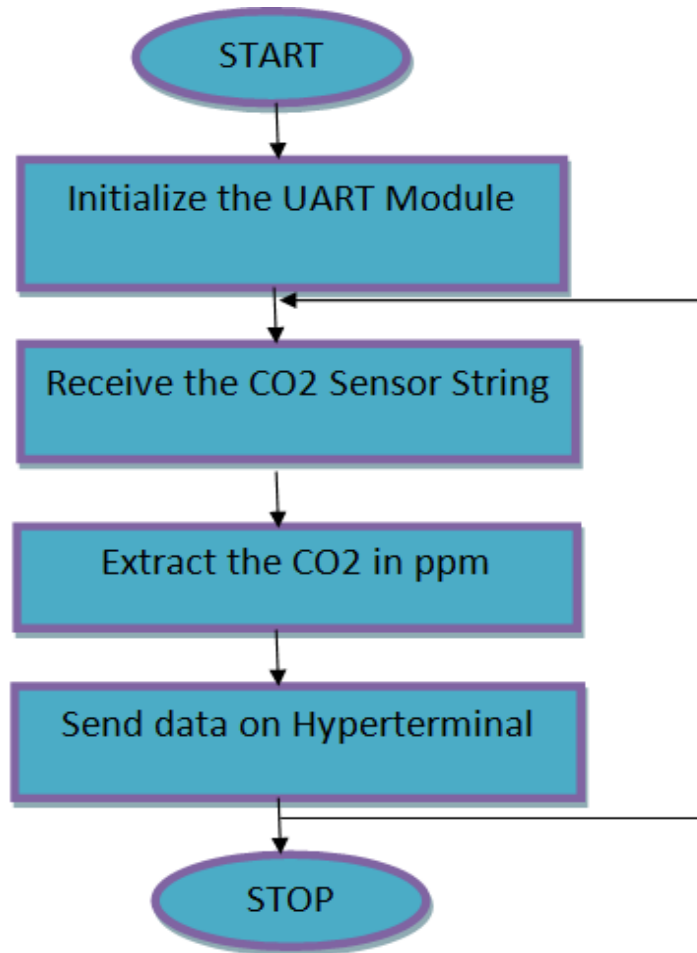 START
Initialize the UART Module
Receive the CO2 Sensor String
Extract the CO2 in ppm
Send data on Hyperterminal
STOP